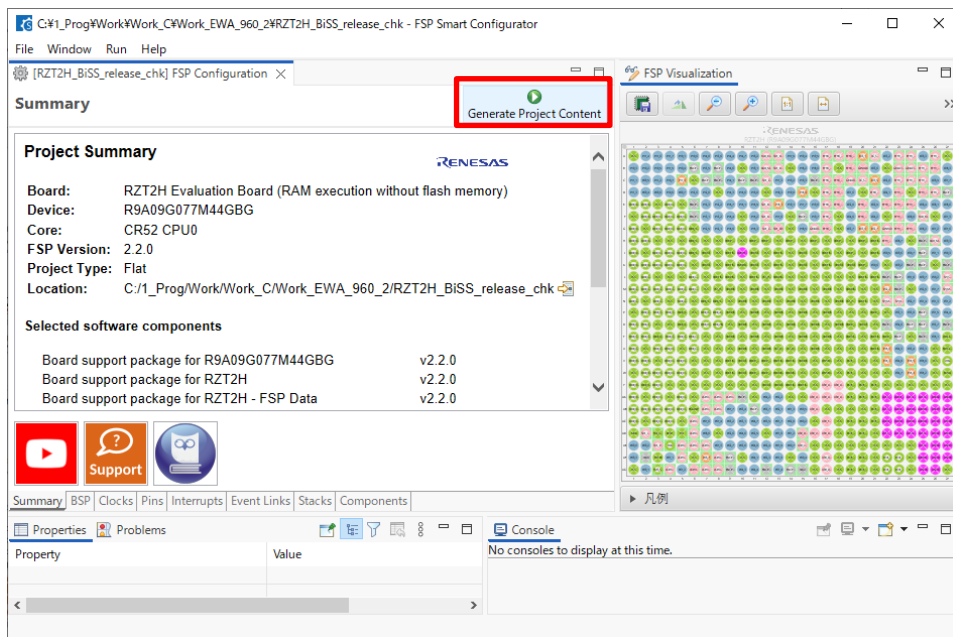 C:¥1_Prog¥Work¥Work_C¥Work_EWA_960_2¥RZT2H_BiSS_release_chk - FSP Smart Configurator
File Window Run Help
[RZT2H_BiSS_release_chk] FSP Configuration
FSP Visualization
Summary
Generate Project Content
RENESAS
Project Summary
RENESAS
Board: RZT2H Evaluation Board (RAM execution without flash memory)
Device: R9A09G077M44GBG
Core: CR52 CPU0
FSP Version: 2.2.0
Project Type: Flat
Location: C:/1_Prog/Work/Work_C/Work_EWA_960_2/RZT2H_BiSS_release_chk
Selected software components
Board support package for R9A09G077M44GBG v2.2.0
Board support package for RZT2H v2.2.0
Board support package for RZT2H - FSP Data v2.2.0
Support
Summary BSP Clocks Pins Interrupts Event Links Stacks Components
凡例
Properties Problems
Console
Property Value
No consoles to display at this time.